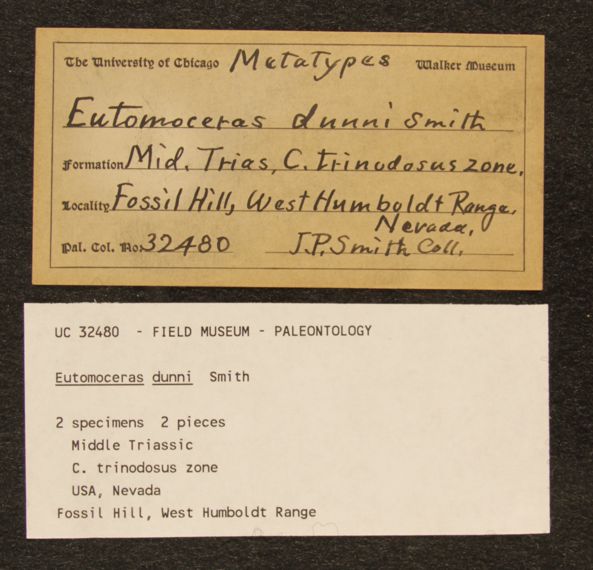 The University of Chicago Metatypes Walker Museum
Eutomoceras dunni Smith
Formation Mid. Trias, C. trinodosus zone,
Locality Fossil Hill, West Humboldt Range,
Nevada,
Pal. Col. No. 32480 J.P. Smith Coll.
UC 32480 - FIELD MUSEUM - PALEONTOLOGY
Eutomoceras dunni Smith
2 specimens 2 pieces
Middle Triassic
C. trinodosus zone
USA, Nevada
Fossil Hill, West Humboldt Range